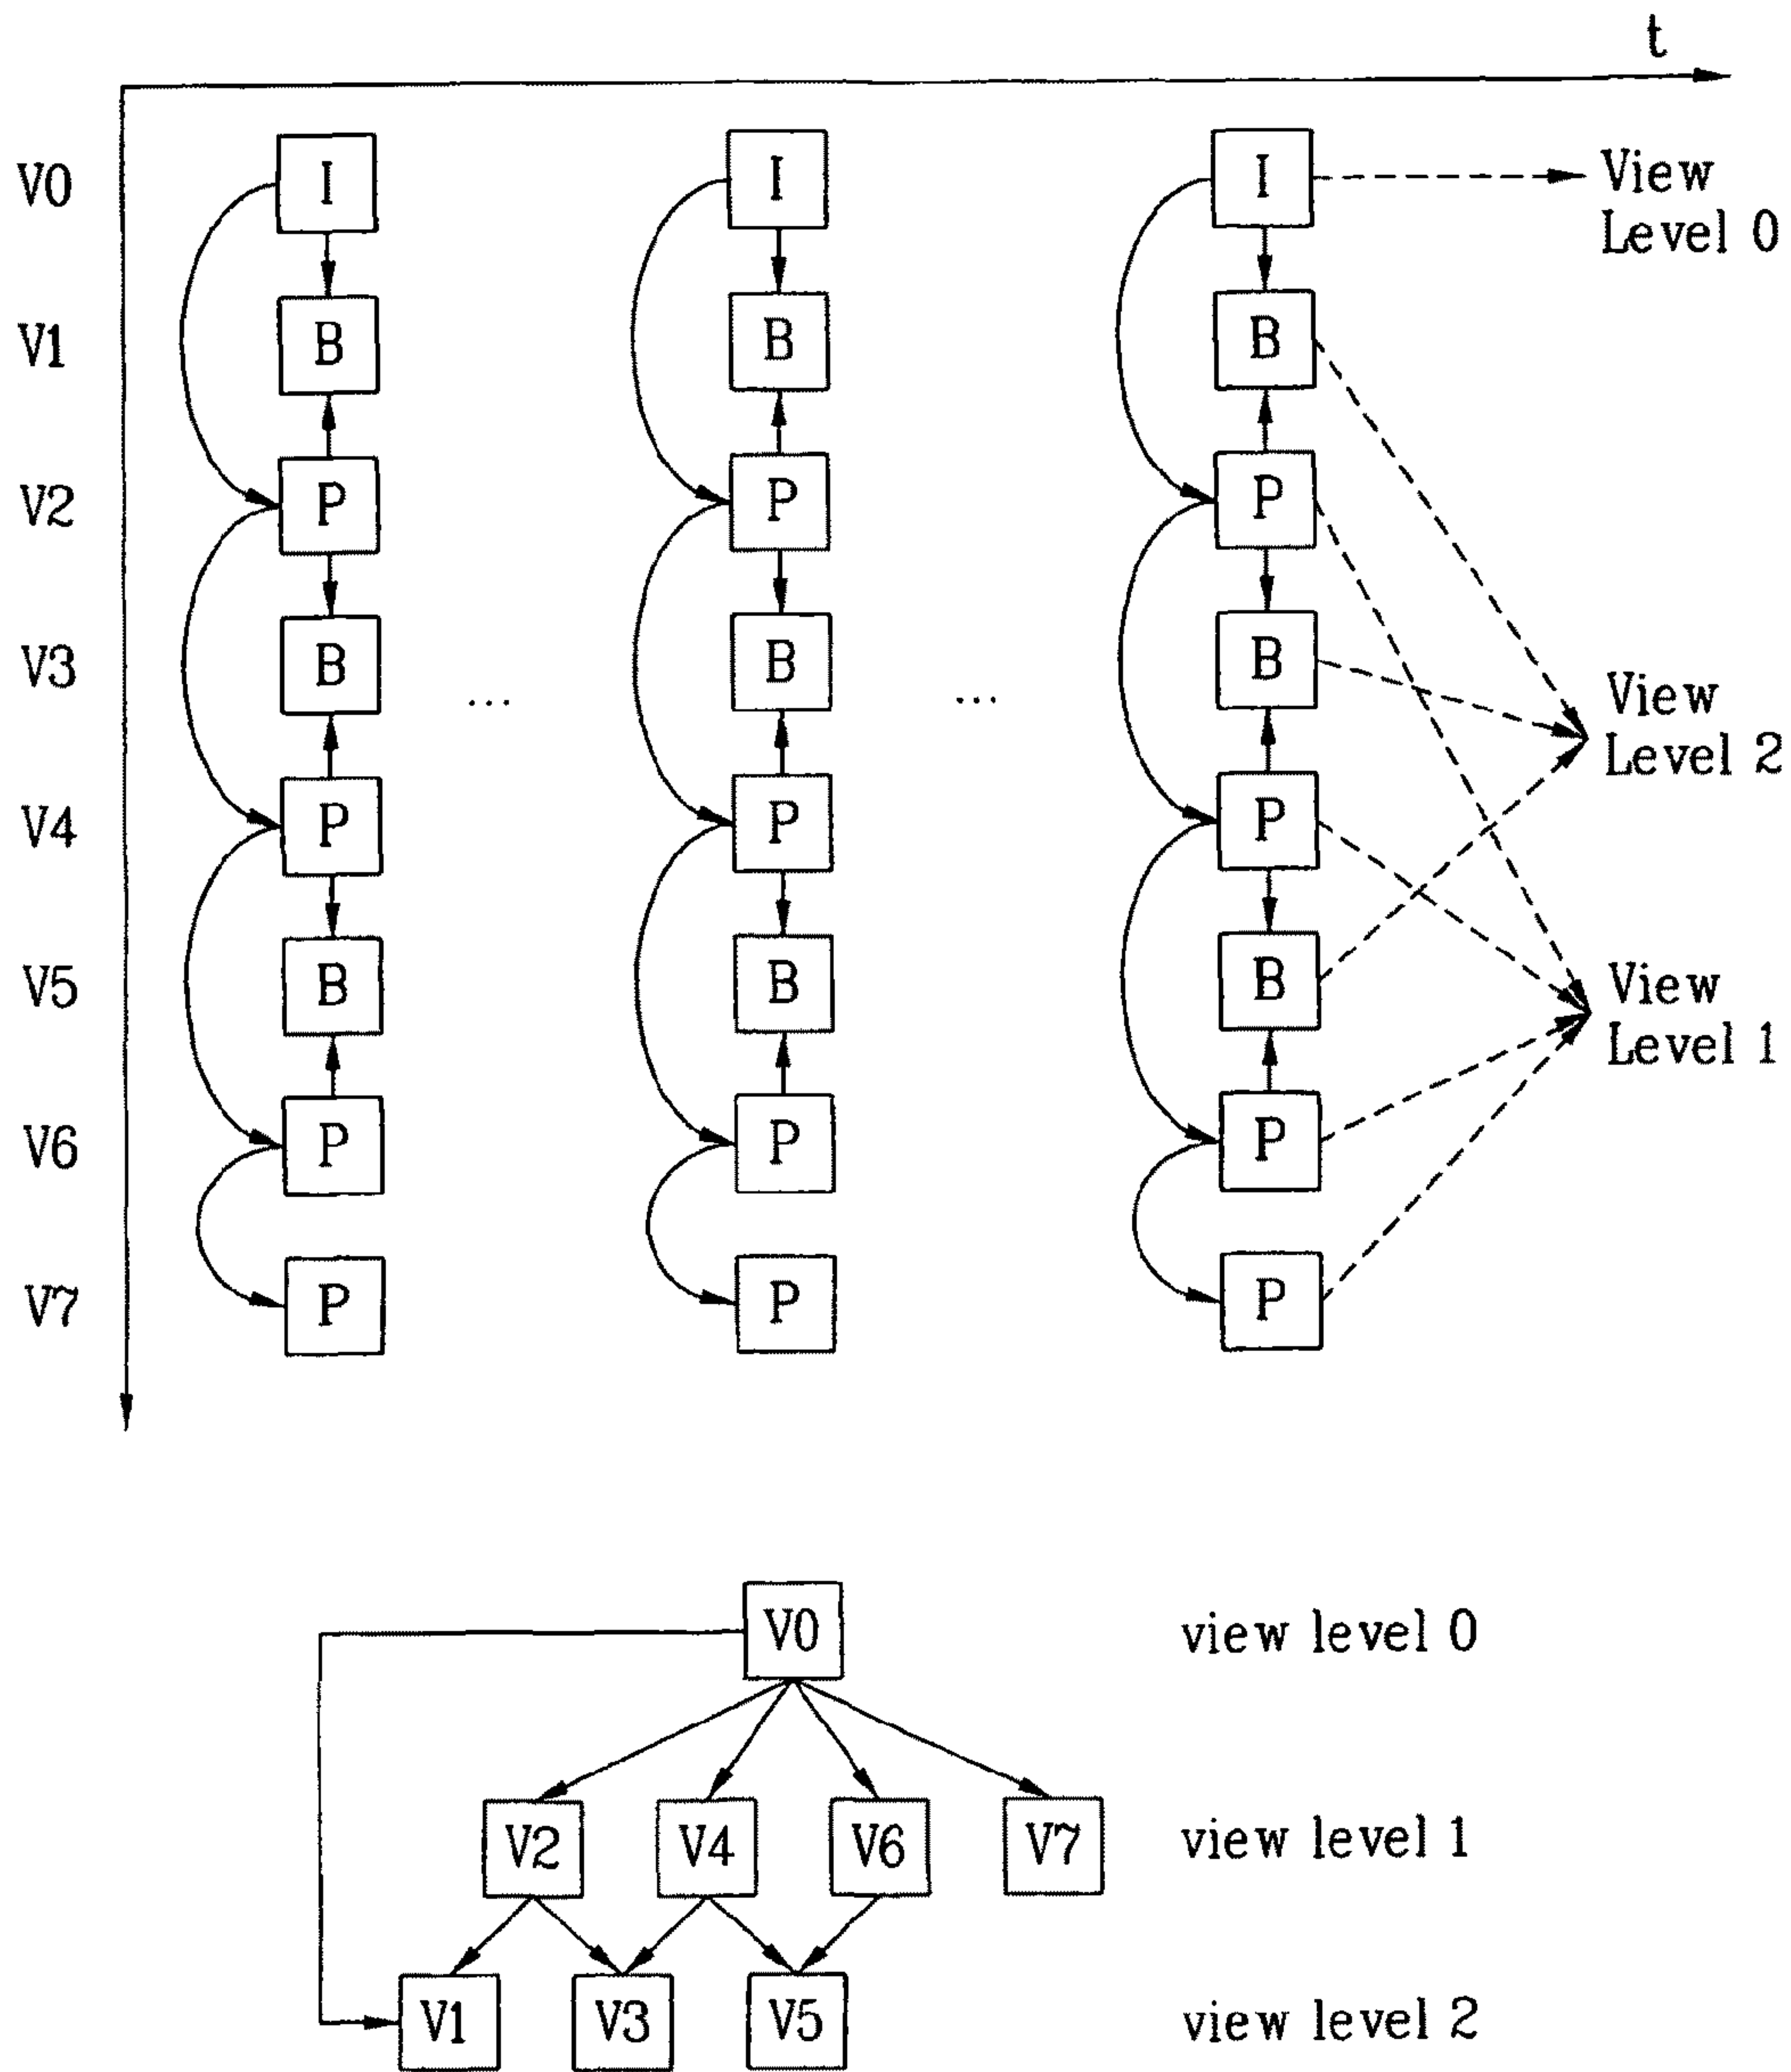 t
V0 I I I View
Level 0
V1 B B B
V2 P P P
V3 B B B View
Level 2
... ...
V4 P P P
V5 B B B View
Level 1
V6 P P P
V7 P P P
V0 view level 0
V2 V4 V6 V7 view level 1
V1 V3 V5 view level 2